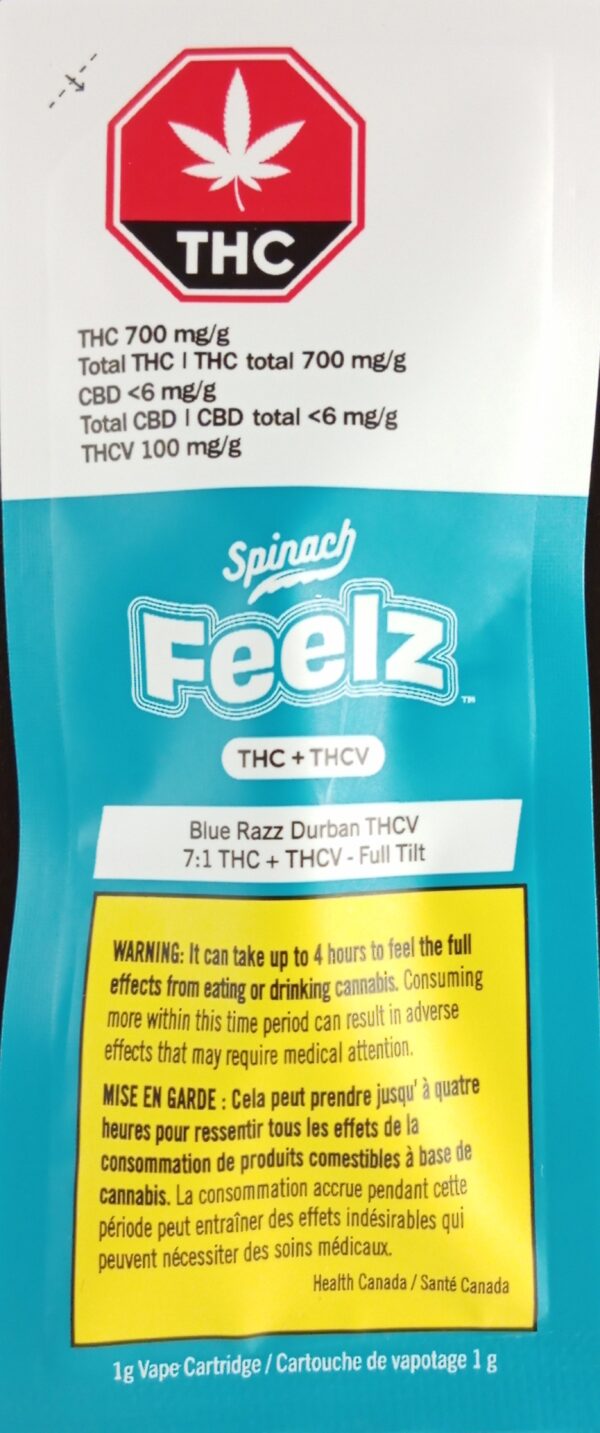 THC
THC 700 mg/g
Total THC | THC total 700 mg/g
CBD <6 mg/g
Total CBD | CBD total <6 mg/g
THCV 100 mg/g
Spinach
Feelz™
THC + THCV
Blue Razz Durban THCV
7:1 THC + THCV - Full Tilt
WARNING: It can take up to 4 hours to feel the full
effects from eating or drinking cannabis. Consuming
more within this time period can result in adverse
effects that may require medical attention.
MISE EN GARDE : Cela peut prendre jusqu' à quatre
heures pour ressentir tous les effets de la
consommation de produits comestibles à base de
cannabis. La consommation accrue pendant cette
période peut entraîner des effets indésirables qui
peuvent nécessiter des soins médicaux.
Health Canada / Santé Canada
1g Vape Cartridge / Cartouche de vapotage 1 g